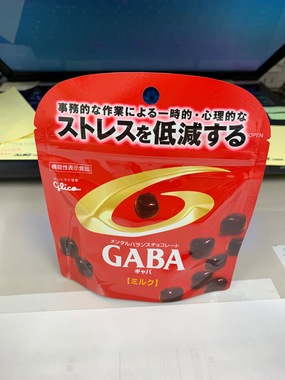 事務的な作業による一時的・心理的な
ストレスを低減する
OPEN
機能性表示食品
glico
メンタルバランスチョコレート
GABA
ギャバ
【ミルク】